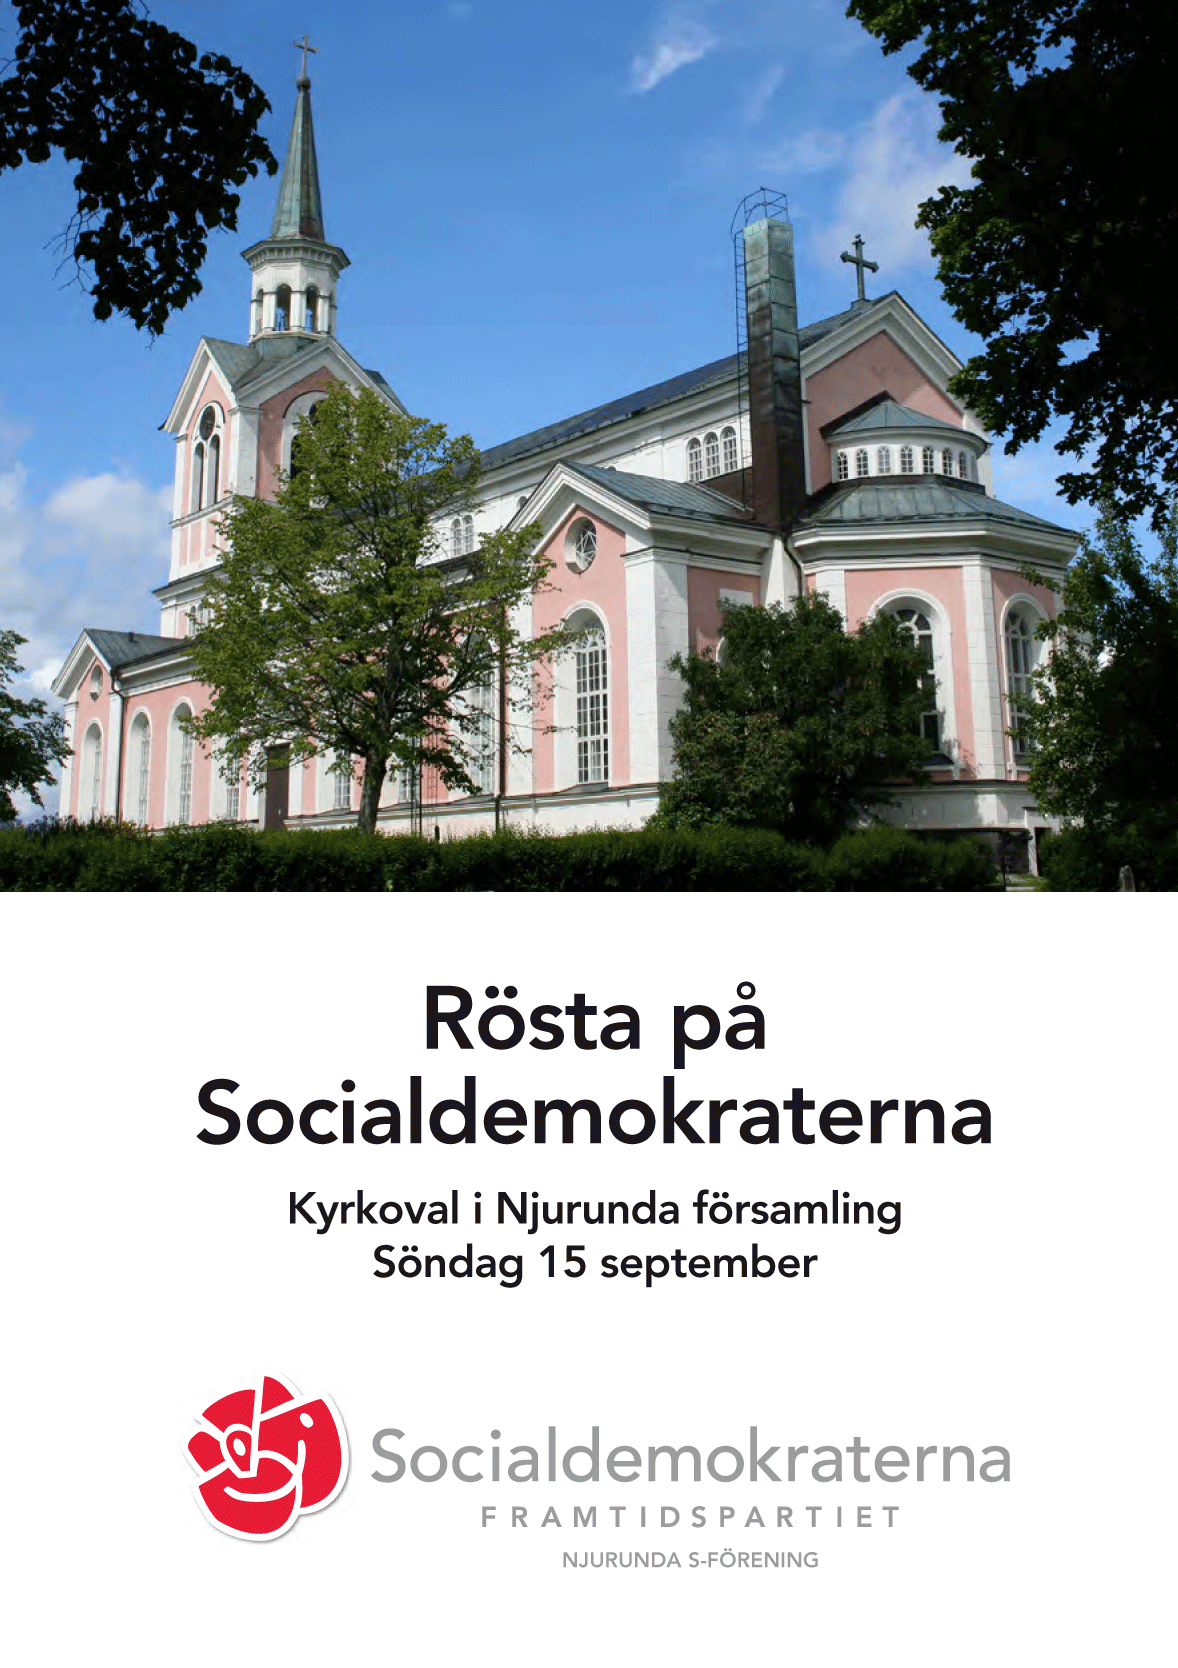 Rösta på
Socialdemokraterna
Kyrkoval i Njurunda församling
Söndag 15 september
Socialdemokraterna
FRAMTIDSPARTIET
NJURUNDA S-FÖRENING